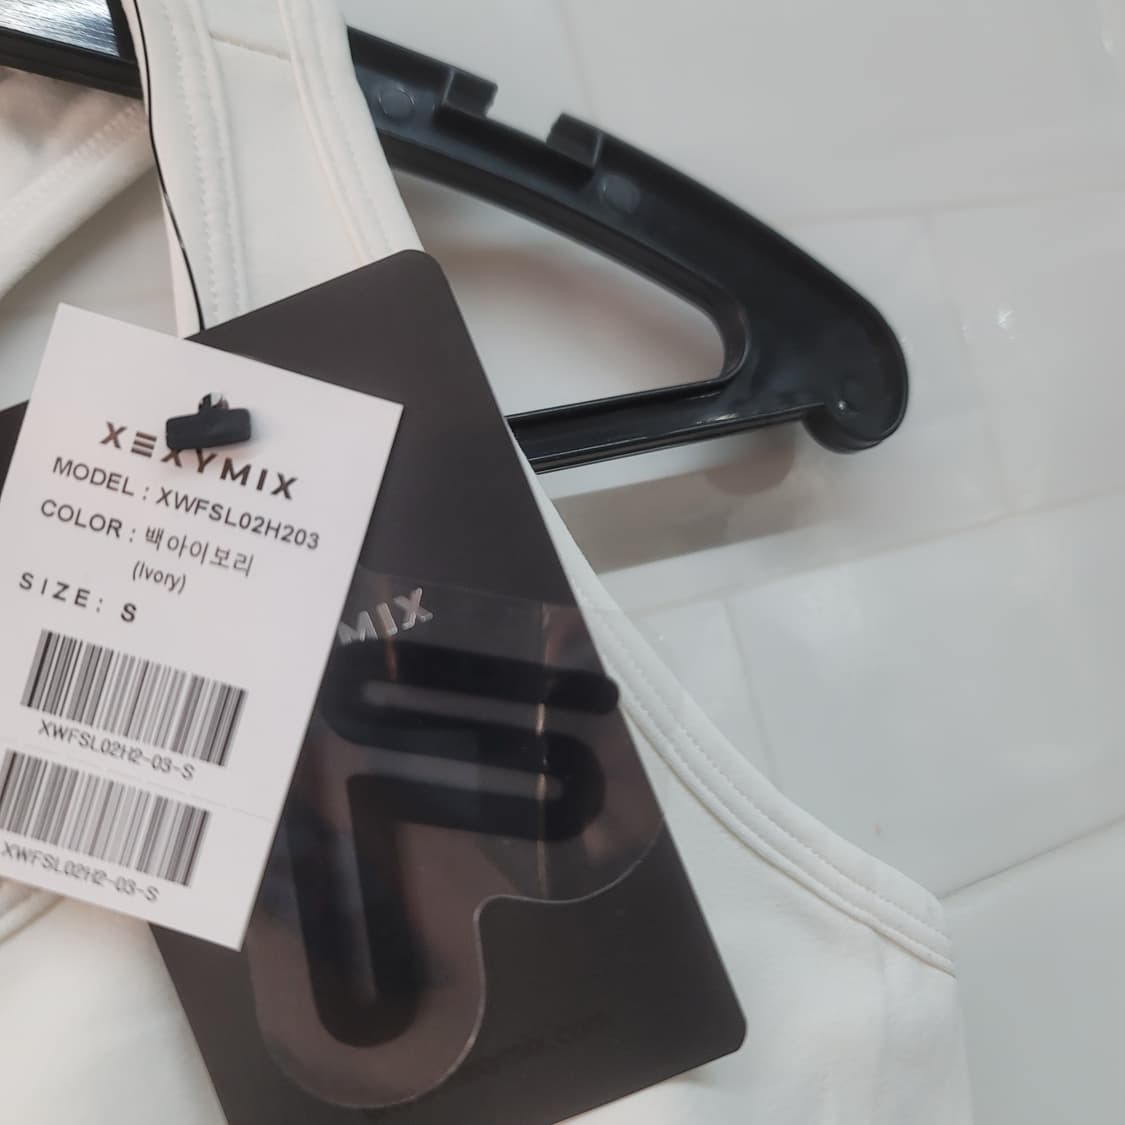 XEXYMIX
MODEL : XWFSL02H203
COLOR : 백아이보리
(Ivory)
SIZE: S
XWFSL02H2-03-S
XWFSL02H2-03-S
MIX